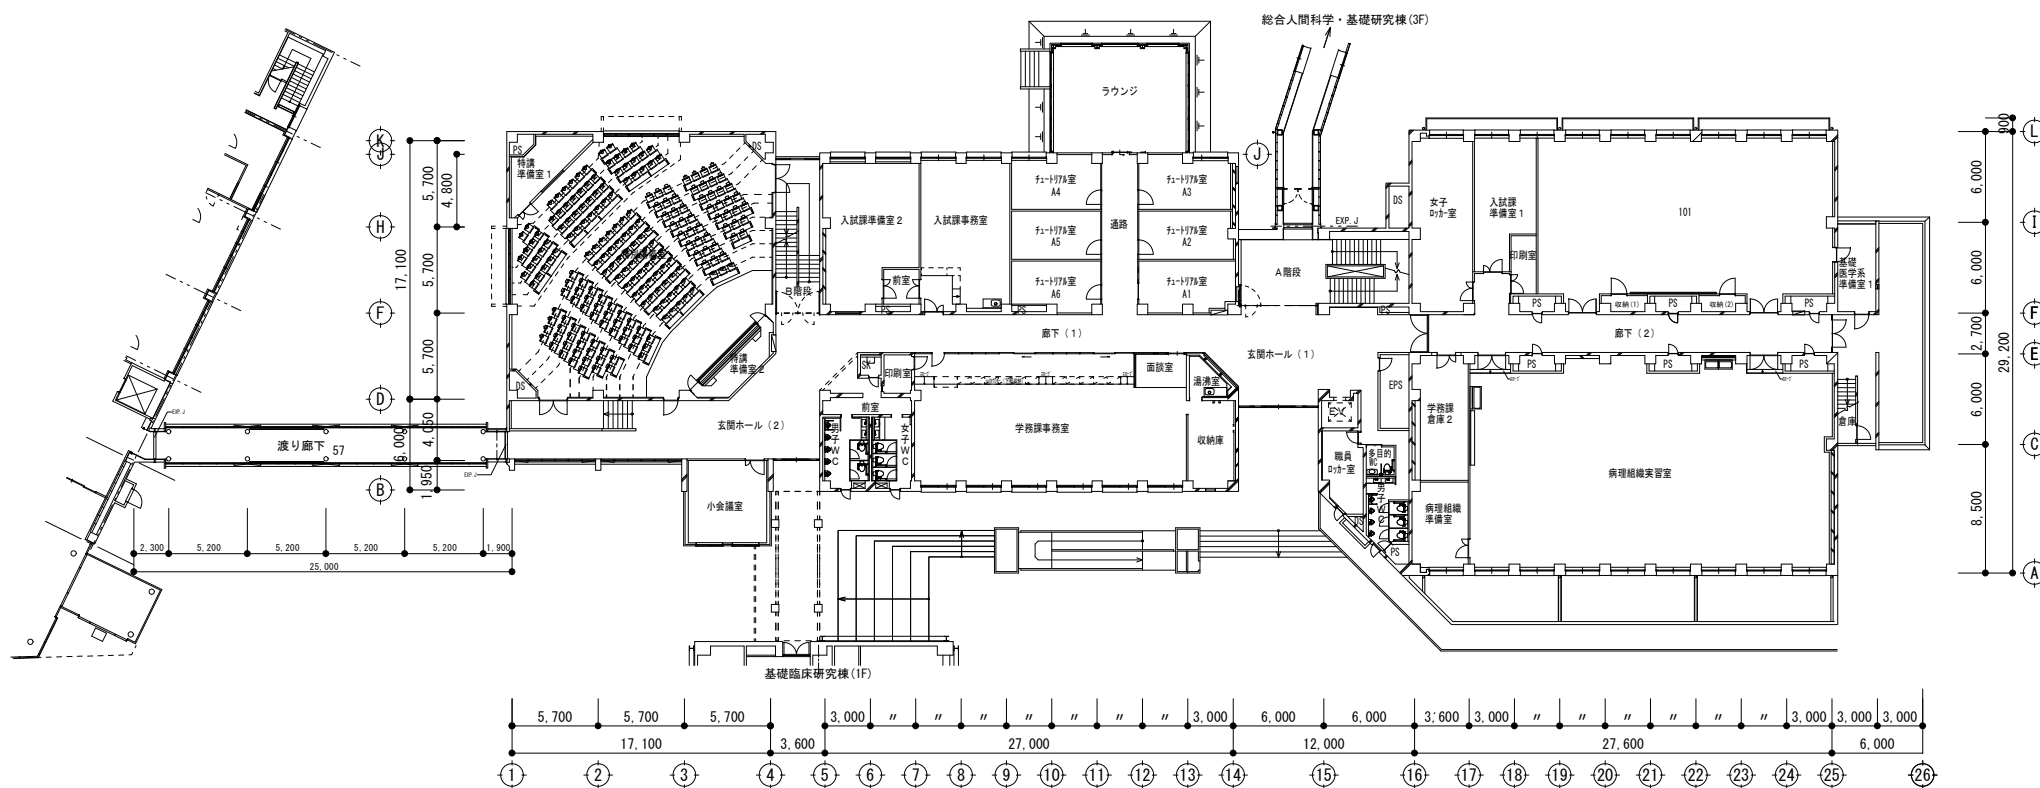 総合人間科学・基礎研究棟(3F)
ラウンジ
K
J
H
F
D
C
B
5,700
4,800
5,700
5,700
17,100
4,050
6,000
1,950
PS
特講
準備室1
DS
DS
特講
準備室2
B階段
入試課準備室2
入試課事務室
前室
印刷室
PS
PS
チュートリアル室
A4
チュートリアル室
A5
チュートリアル室
A6
通路
チュートリアル室
A3
チュートリアル室
A2
チュートリアル室
A1
J
EXP.J
A階段
DS
PS
女子
ロッカー室
入試課
準備室1
印刷室
101
PS
収納(1)
PS
収納(2)
PS
基礎
医学系
準備室1
廊下(1)
玄関ホール(1)
廊下(2)
SK
印刷室
面談室
湯沸室
前室
男子WC
女子WC
学務課事務室
収納庫
EV
EPS
職員
ロッカー室
多目的
WC
男子WC
DS
PS
学務課
倉庫2
病理組織
準備室
病理組織実習室
PS
PS
PS
倉庫
玄関ホール(2)
小会議室
渡り廊下 57
EXP.J
EXP.J
基礎臨床研究棟(1F)
L
I
F
E
C
A
900
6,000
6,000
2,700
29,200
6,000
8,500
2,300
5,200
5,200
5,200
5,200
1,900
25,000
5,700
5,700
5,700
3,000
〃
〃
〃
〃
〃
〃
〃
3,000
6,000
6,000
3,600
3,000
〃
〃
〃
〃
〃
〃
3,000
3,000
3,000
17,100
3,600
27,000
12,000
27,600
6,000
1
2
3
4
5
6
7
8
9
10
11
12
13
14
15
16
17
18
19
20
21
22
23
24
25
26